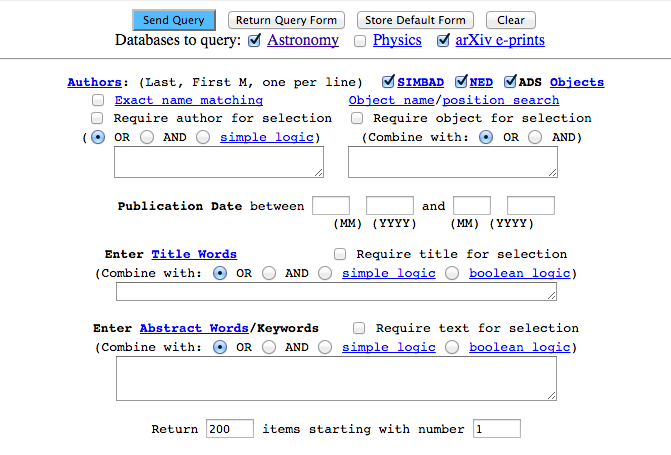 Send Query Return Query Form Store Default Form Clear
Databases to query: Astronomy Physics arXiv e-prints
Authors: (Last, First M, one per line) SIMBAD NED ADS Objects
Exact name matching Object name/position search
Require author for selection Require object for selection
( OR AND simple logic) (Combine with: OR AND)
Publication Date between and
(MM) (YYYY) (MM) (YYYY)
Enter Title Words Require title for selection
(Combine with: OR AND simple logic boolean logic)
Enter Abstract Words/Keywords Require text for selection
(Combine with: OR AND simple logic boolean logic)
Return 200 items starting with number 1